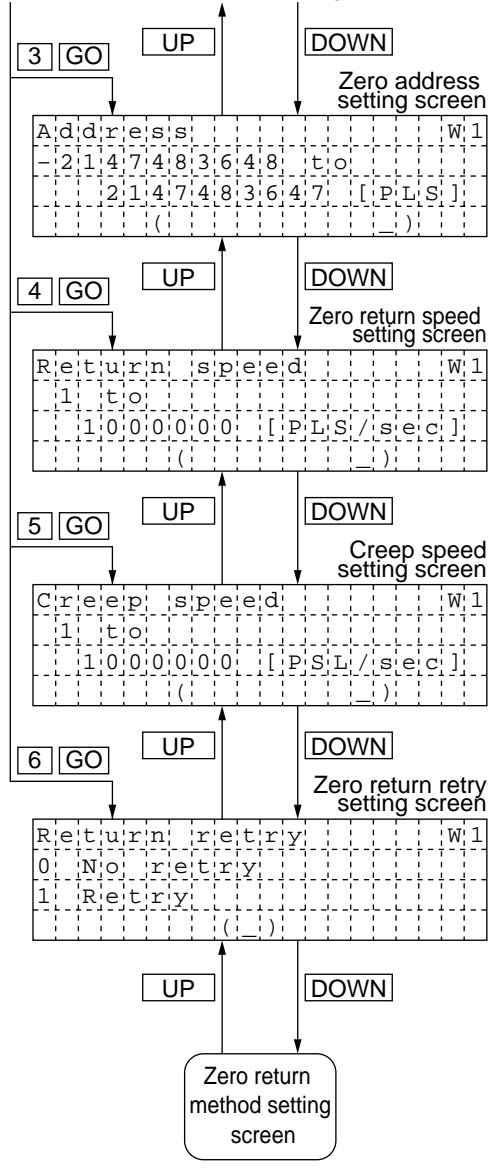 UP DOWN
3 GO
Zero address
setting screen
Address W1
-2147483648 to
2147483647 [PLS]
( _)
UP DOWN
4 GO
Zero return speed
setting screen
Return speed W1
1 to
1000000 [PLS/sec]
( _)
UP DOWN
5 GO
Creep speed
setting screen
Creep speed W1
1 to
1000000 [PSL/sec]
( _)
UP DOWN
6 GO
Zero return retry
setting screen
Return retry W1
0 No retry
1 Retry
(_)
UP DOWN
Zero return
method setting
screen